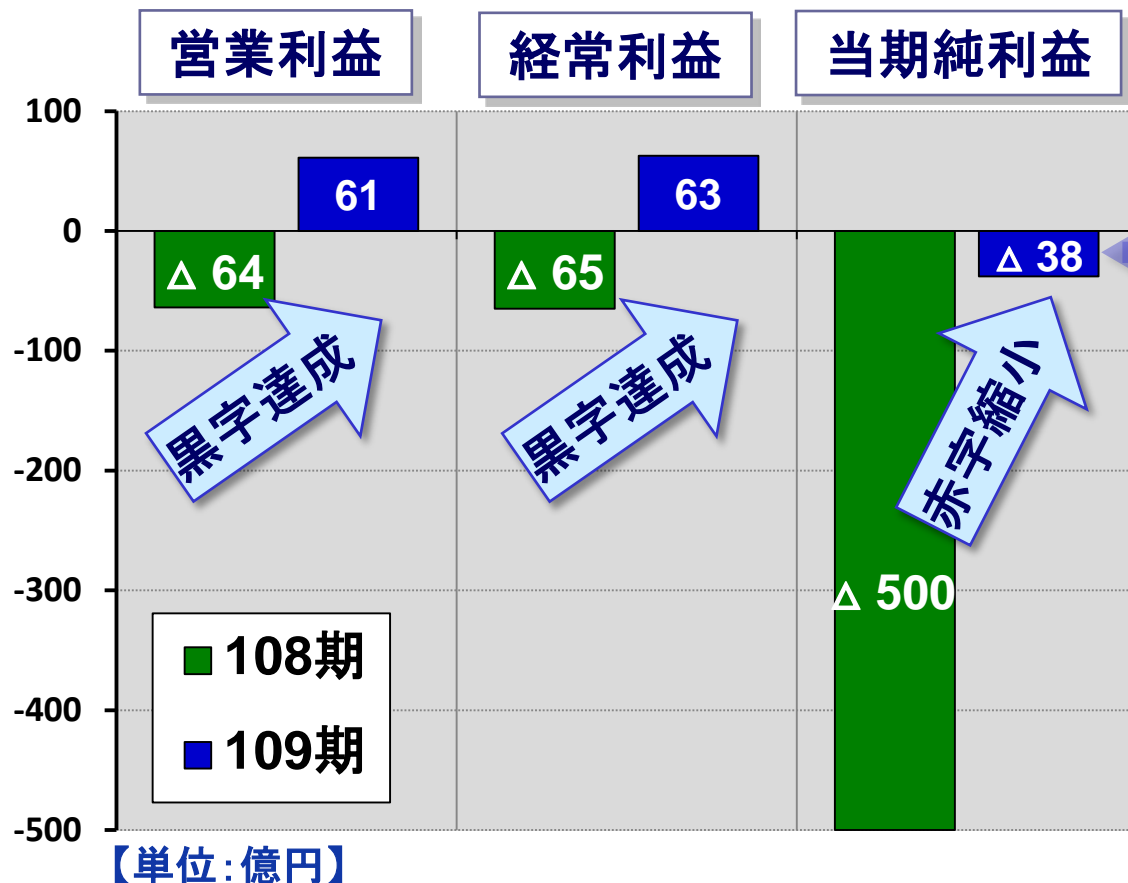 営業利益
経常利益
当期純利益
100
0
-100
-200
-300
-400
-500
61
63
△ 64
△ 65
△ 38
△ 500
黒字達成
黒字達成
赤字縮小
108期
109期
【単位:億円】